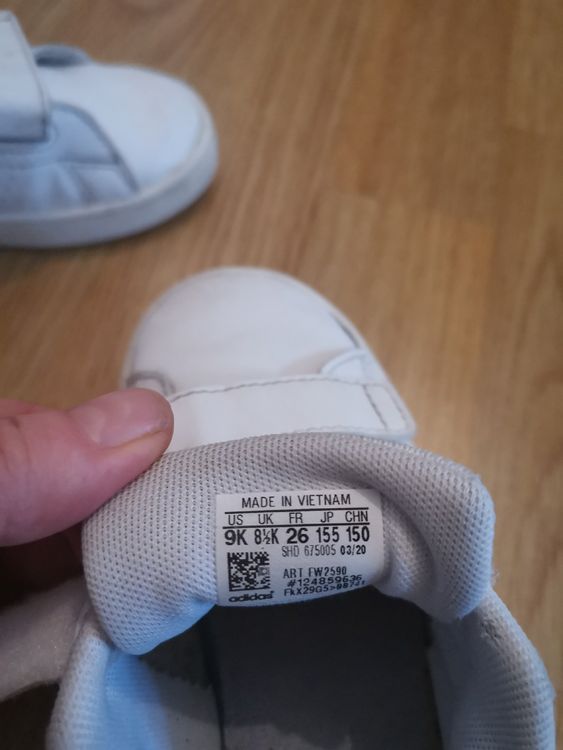 MADE IN VIETNAM
US UK FR JP CHN
9K 8½K 26 155 150
SHD 675005 03/20
ART FW2590
#124859636
adidas